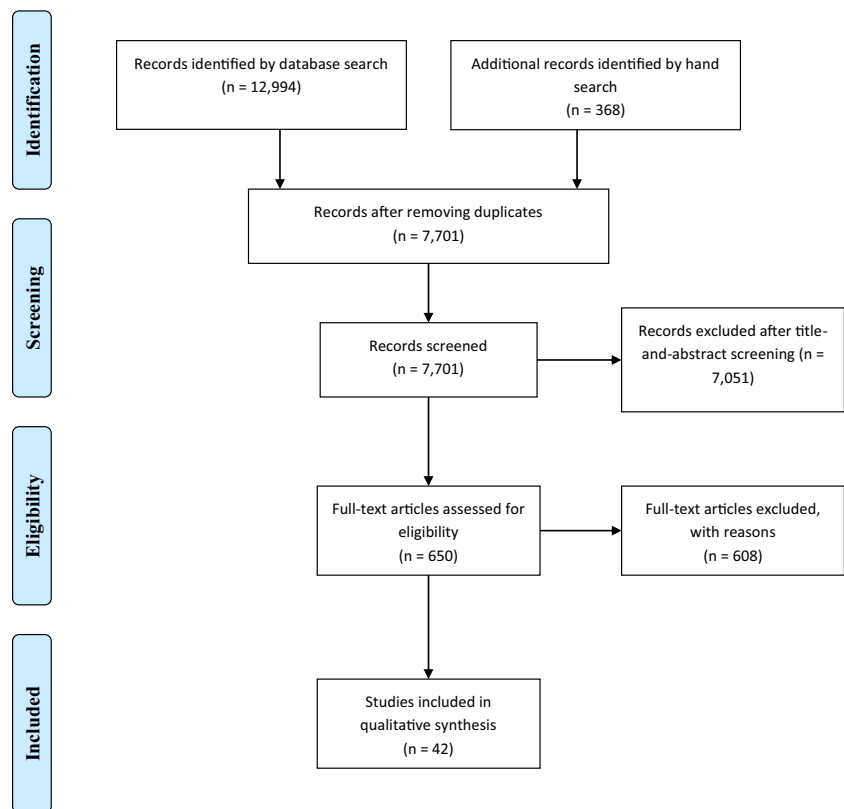 Identification
Records identified by database search
(n = 12,994)
Additional records identified by hand
search
(n = 368)
Records after removing duplicates
(n = 7,701)
Screening
Records screened
(n = 7,701)
Records excluded after title-
and-abstract screening (n =
7,051)
Eligibility
Full-text articles assessed for
eligibility
(n = 650)
Full-text articles excluded,
with reasons
(n = 608)
Included
Studies included in
qualitative synthesis
(n = 42)